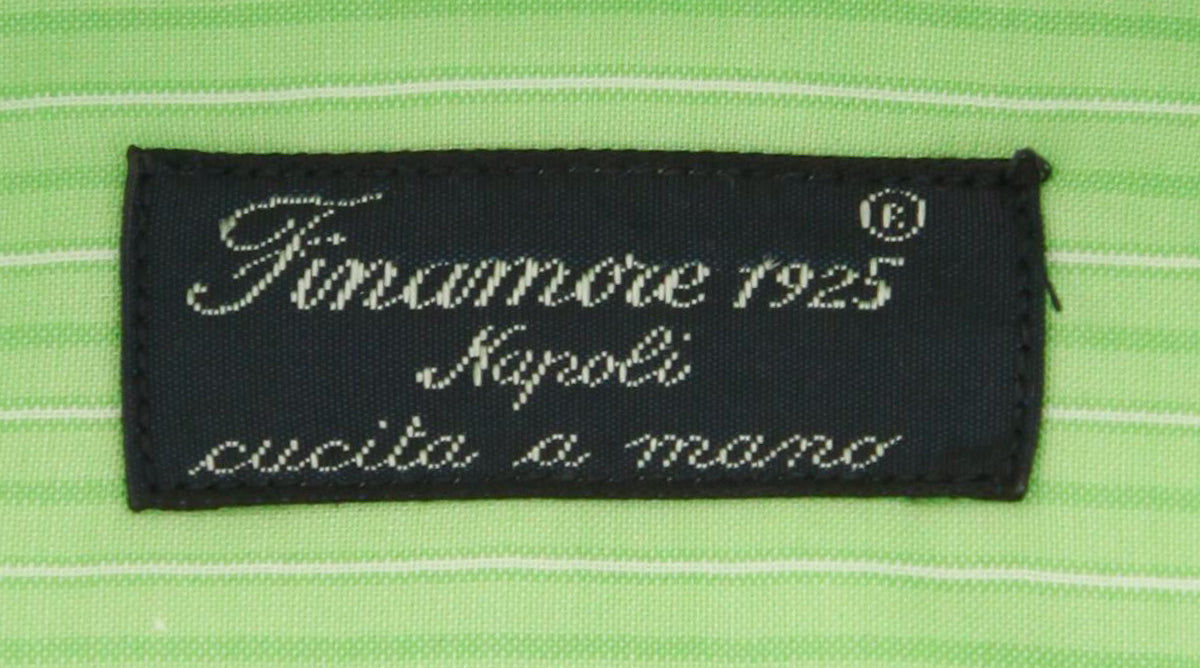 Finamore 1925®
Napoli
cucita a mano